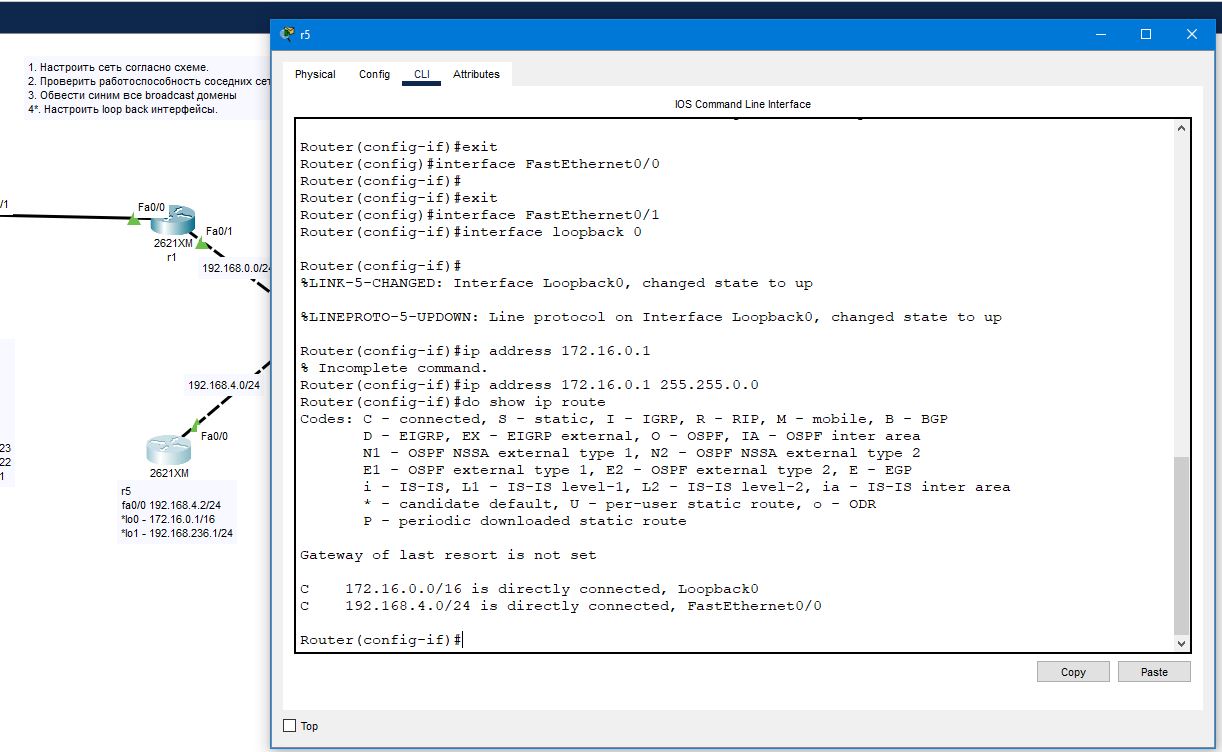 r5
1. Настроить сеть согласно схеме.
2. Проверить работоспособность соседних сет
3. Обвести синим все broadcast домены
4*. Настроить loop back интерфейсы.
/1
Fa0/0
Fa0/1
2621XM
r1
192.168.0.0/24
192.168.4.0/24
Fa0/0
2621XM
23
22
1
r5
fa0/0 192.168.4.2/24
*lo0 - 172.16.0.1/16
*lo1 - 192.168.236.1/24
Physical Config CLI Attributes
IOS Command Line Interface
Router(config-if)#exit
Router(config)#interface FastEthernet0/0
Router(config-if)#
Router(config-if)#exit
Router(config)#interface FastEthernet0/1
Router(config-if)#interface loopback 0
Router(config-if)#
%LINK-5-CHANGED: Interface Loopback0, changed state to up
%LINEPROTO-5-UPDOWN: Line protocol on Interface Loopback0, changed state to up
Router(config-if)#ip address 172.16.0.1
% Incomplete command.
Router(config-if)#ip address 172.16.0.1 255.255.0.0
Router(config-if)#do show ip route
Codes: C - connected, S - static, I - IGRP, R - RIP, M - mobile, B - BGP
D - EIGRP, EX - EIGRP external, O - OSPF, IA - OSPF inter area
N1 - OSPF NSSA external type 1, N2 - OSPF NSSA external type 2
E1 - OSPF external type 1, E2 - OSPF external type 2, E - EGP
i - IS-IS, L1 - IS-IS level-1, L2 - IS-IS level-2, ia - IS-IS inter area
* - candidate default, U - per-user static route, o - ODR
P - periodic downloaded static route
Gateway of last resort is not set
C 172.16.0.0/16 is directly connected, Loopback0
C 192.168.4.0/24 is directly connected, FastEthernet0/0
Router(config-if)#
Copy Paste
Top